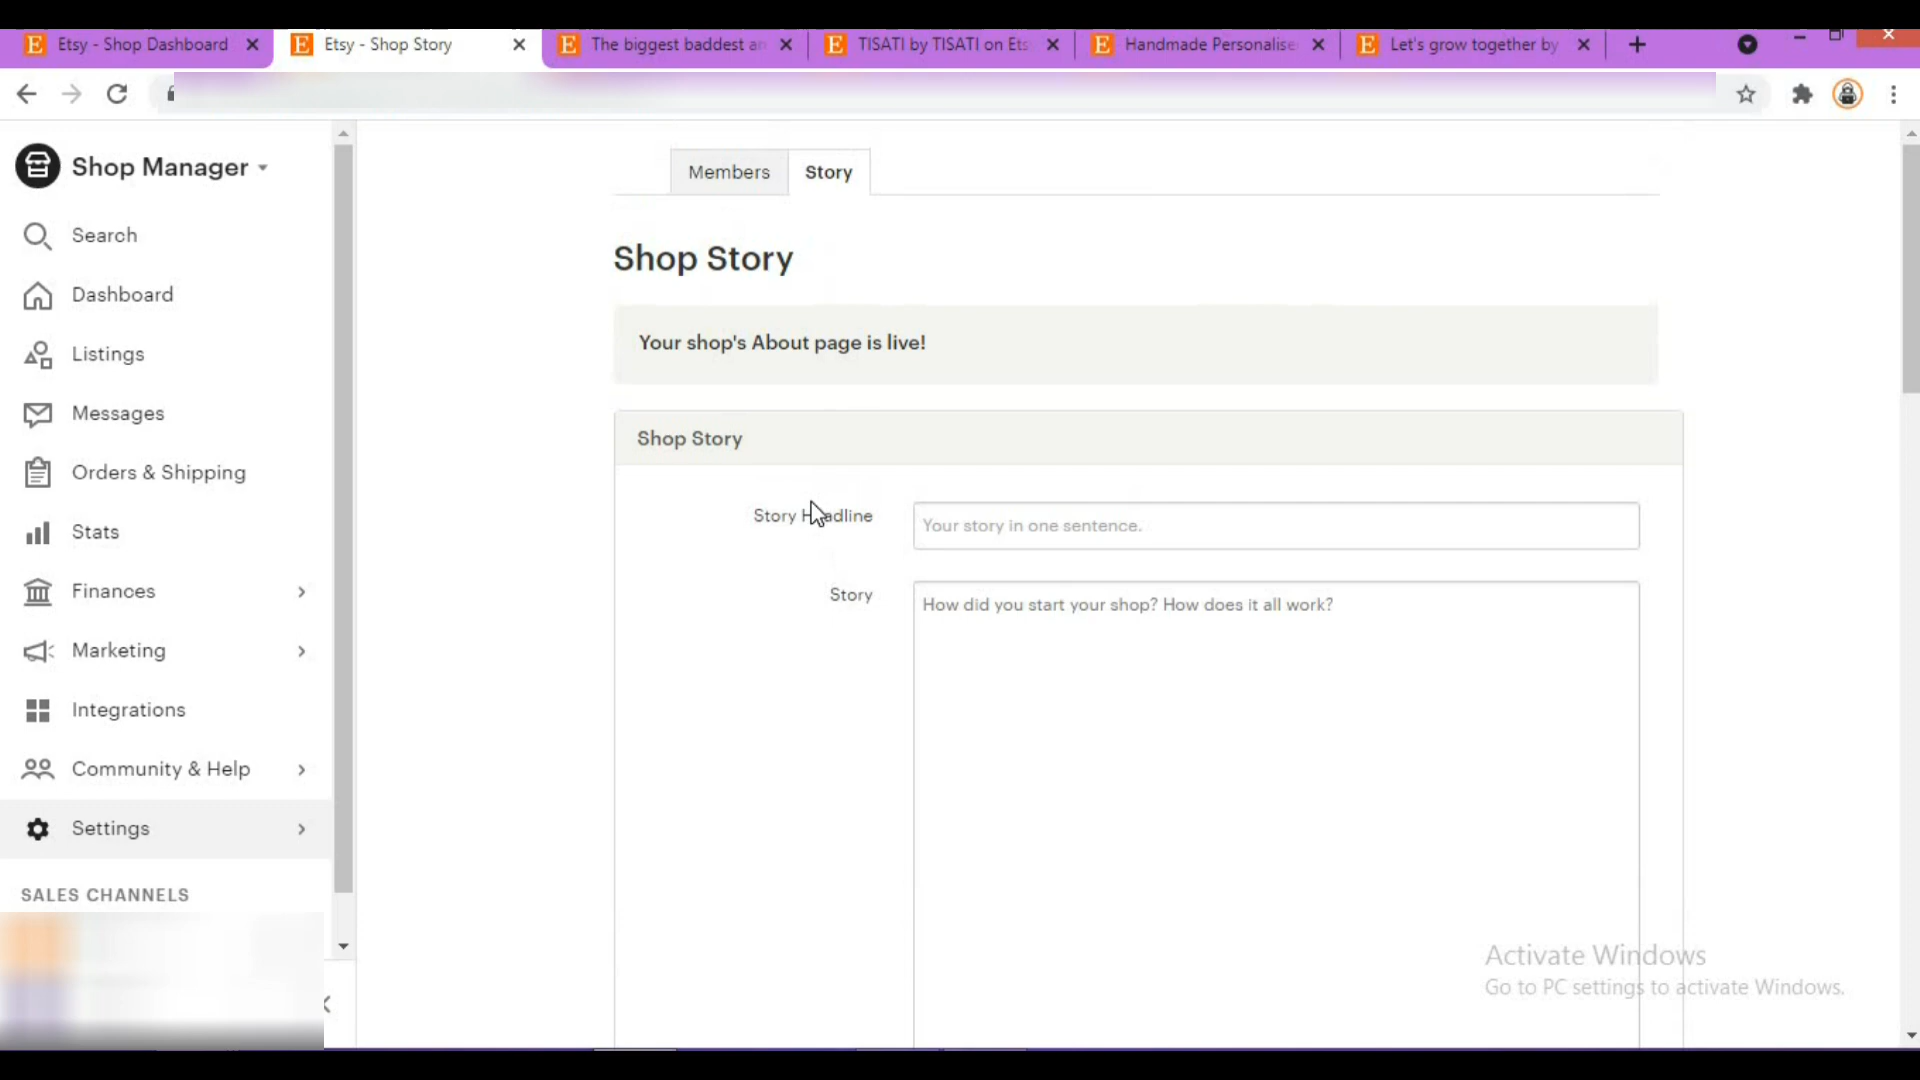 Etsy - Shop Dashboard
Etsy - Shop Story
The biggest baddest an
TISATI by TISATI on Ets
Handmade Personalise
Let's grow together by
Shop Manager
Search
Dashboard
Listings
Messages
Orders & Shipping
Stats
Finances
Marketing
Integrations
Community & Help
Settings
SALES CHANNELS
Members
Story
Shop Story
Your shop's About page is live!
Shop Story
Story Headline
Your story in one sentence.
Story
How did you start your shop? How does it all work?
Activate Windows
Go to PC settings to activate Windows.